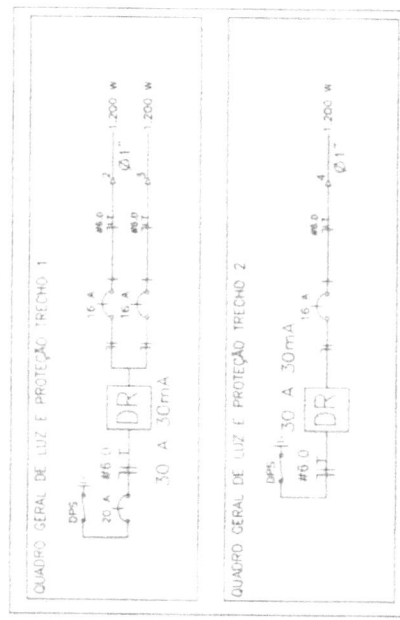 QUADRO GERAL DE LUZ E PROTEÇÃO TRECHO 1
DPS
20 A
#6.0
DR
30 A 30mA
16 A
#6.0
2
Ø1"
1.200 W
16 A
#6.0
3
1.200 W
QUADRO GERAL DE LUZ E PROTEÇÃO TRECHO 2
DPS
#6.0
30 A 30mA
DR
16 A
#6.0
4
Ø1"
1.200 W